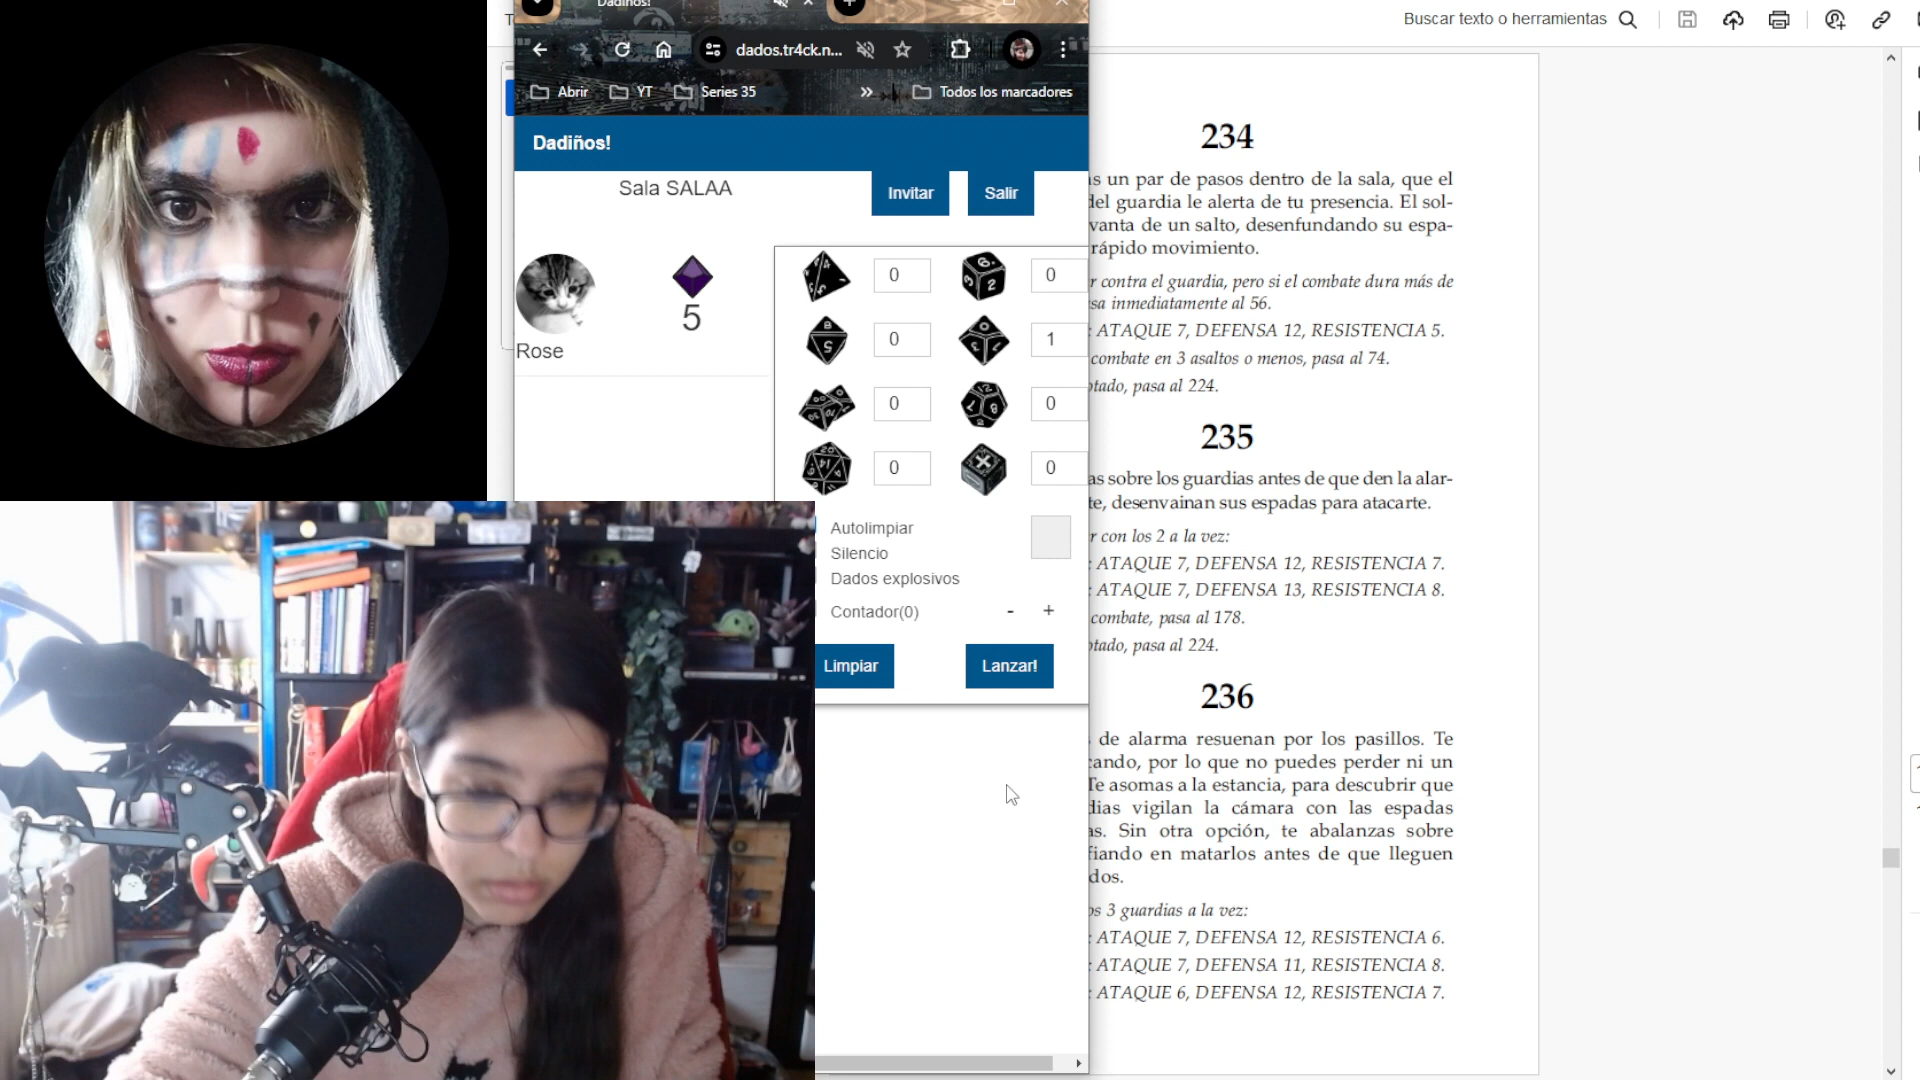 Dadiños!
Buscar texto o herramientas
dados.tr4ck.n...
Abrir
YT
Series 35
»
Todos los marcadores
Dadiños!
Sala SALAA
Invitar
Salir
5
Rose
0
0
0
1
0
0
0
0
Autolimpiar
Silencio
Dados explosivos
Contador(0)
-
+
Limpiar
Lanzar!
234
un par de pasos dentro de la sala, que el
del guardia le alerta de tu presencia. El sol-
vanta de un salto, desenfundando su espa-
rápido movimiento.
r contra el guardia, pero si el combate dura más de
sa inmediatamente al 56.
: ATAQUE 7, DEFENSA 12, RESISTENCIA 5.
combate en 3 asaltos o menos, pasa al 74.
otado, pasa al 224.
235
as sobre los guardias antes de que den la alar-
te, desenvainan sus espadas para atacarte.
r con los 2 a la vez:
: ATAQUE 7, DEFENSA 12, RESISTENCIA 7.
: ATAQUE 7, DEFENSA 13, RESISTENCIA 8.
combate, pasa al 178.
otado, pasa al 224.
236
de alarma resuenan por los pasillos. Te
cando, por lo que no puedes perder ni un
Te asomas a la estancia, para descubrir que
dias vigilan la cámara con las espadas
as. Sin otra opción, te abalanzas sobre
fiando en matarlos antes de que lleguen
dos.
os 3 guardias a la vez:
: ATAQUE 7, DEFENSA 12, RESISTENCIA 6.
: ATAQUE 7, DEFENSA 11, RESISTENCIA 8.
: ATAQUE 6, DEFENSA 12, RESISTENCIA 7.